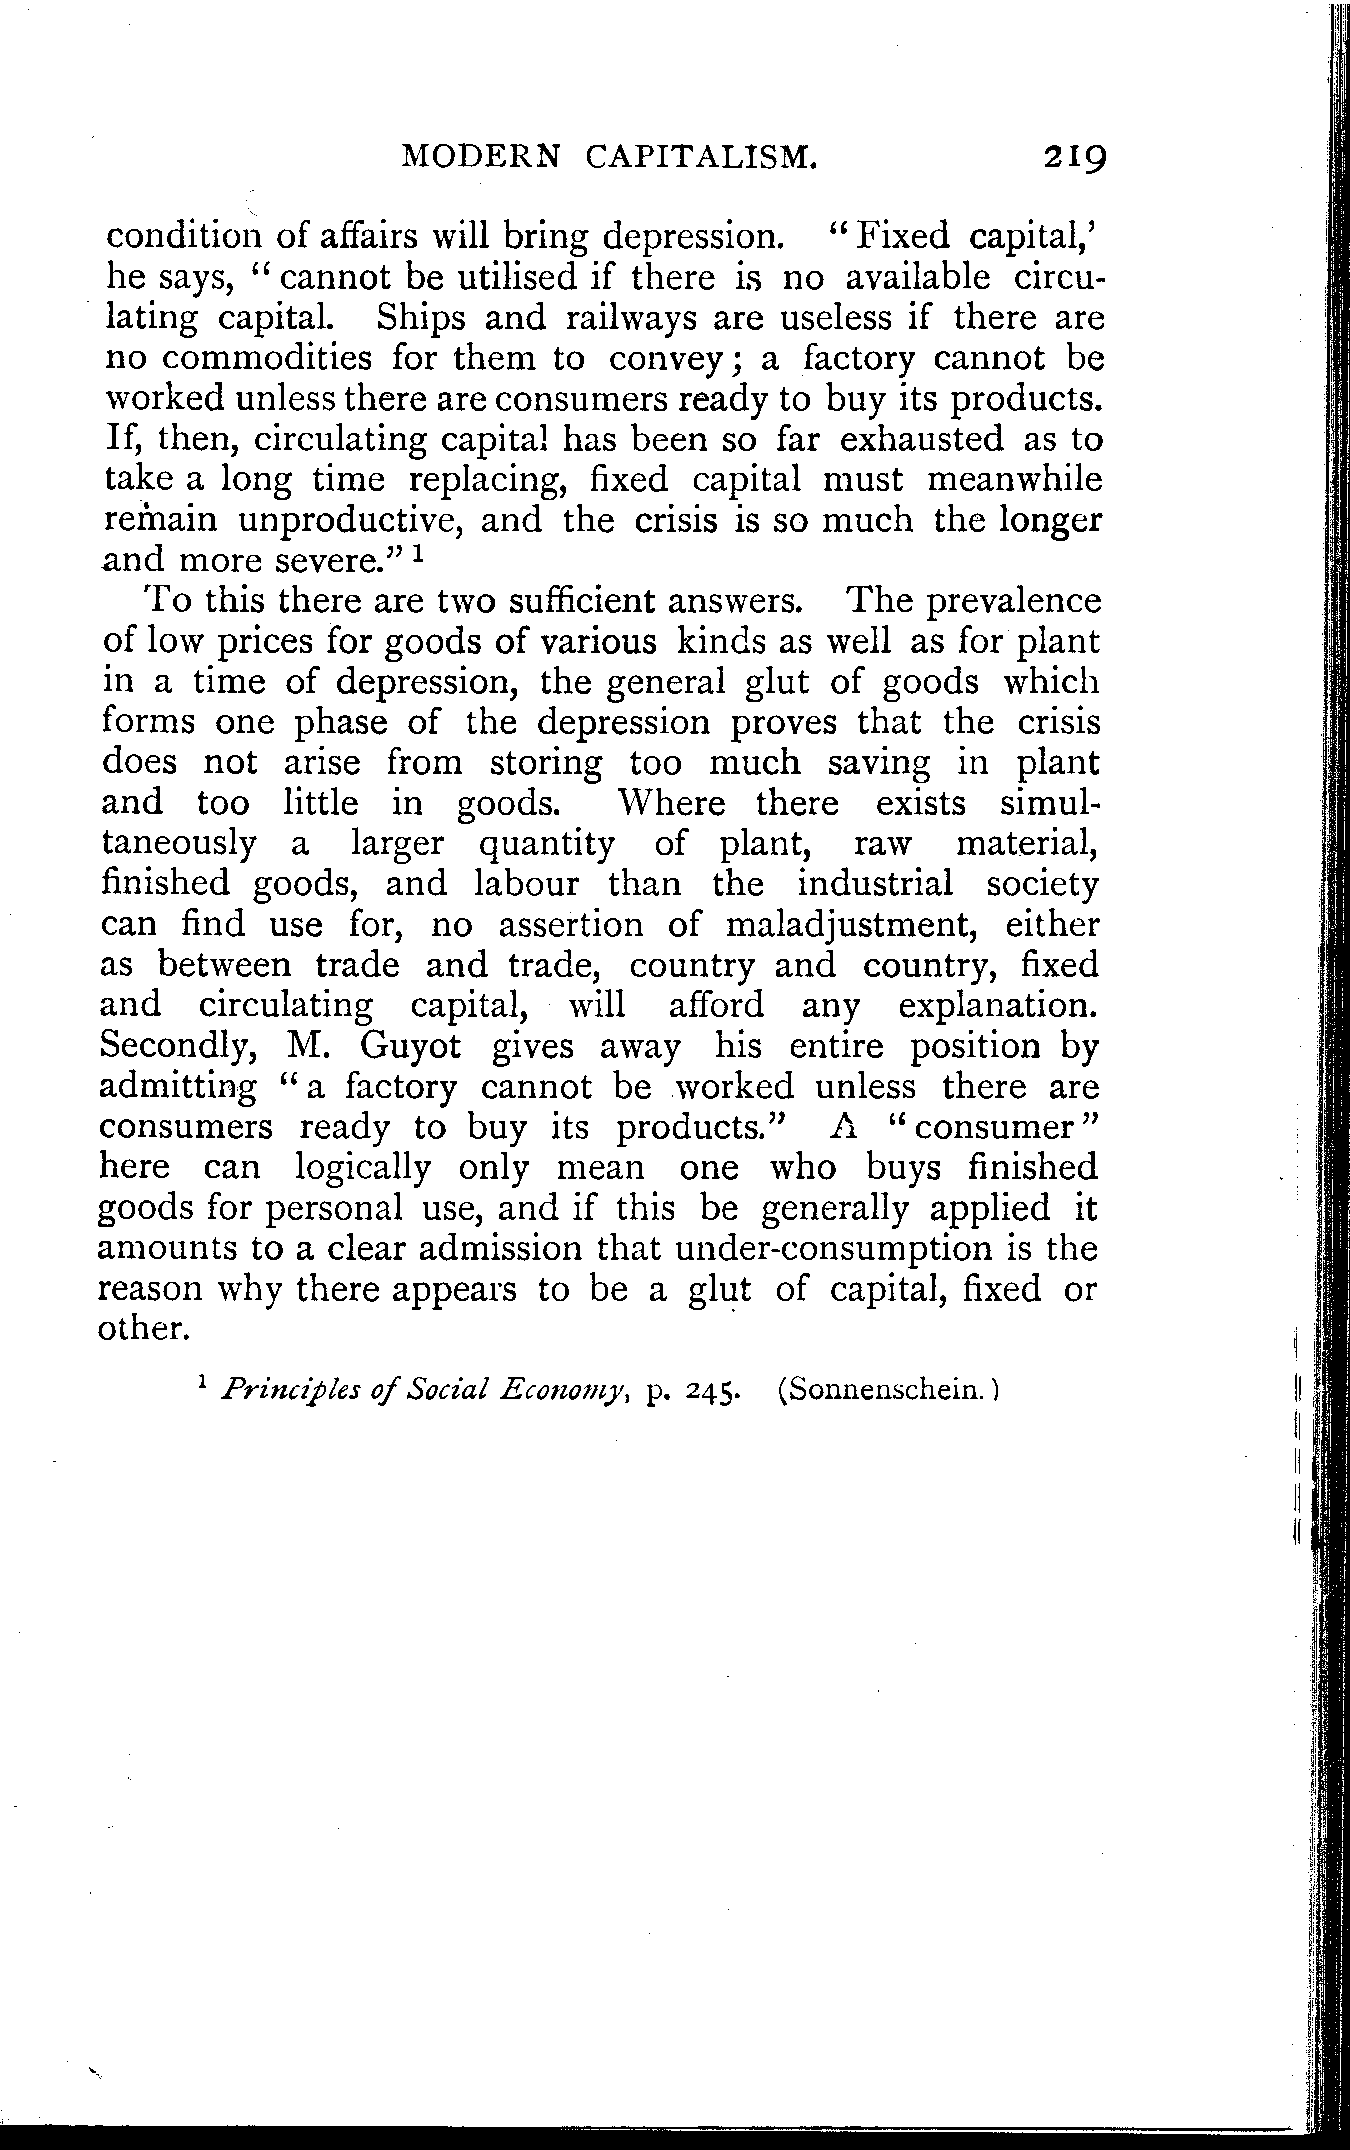 MODERN CAPITALISM. 219
condition of affairs will bring depression. “Fixed capital,’
he says, “cannot be utilised if there is no available circu-
lating capital. Ships and railways are useless if there are
no commodities for them to convey; a factory cannot be
worked unless there are consumers ready to buy its products.
If, then, circulating capital has been so far exhausted as to
take a long time replacing, fixed capital must meanwhile
remain unproductive, and the crisis is so much the longer
and more severe.” ¹
To this there are two sufficient answers. The prevalence
of low prices for goods of various kinds as well as for plant
in a time of depression, the general glut of goods which
forms one phase of the depression proves that the crisis
does not arise from storing too much saving in plant
and too little in goods. Where there exists simul-
taneously a larger quantity of plant, raw material,
finished goods, and labour than the industrial society
can find use for, no assertion of maladjustment, either
as between trade and trade, country and country, fixed
and circulating capital, will afford any explanation.
Secondly, M. Guyot gives away his entire position by
admitting “a factory cannot be worked unless there are
consumers ready to buy its products.” A “consumer”
here can logically only mean one who buys finished
goods for personal use, and if this be generally applied it
amounts to a clear admission that under-consumption is the
reason why there appears to be a glut of capital, fixed or
other.
¹ Principles of Social Economy, p. 245. (Sonnenschein.)